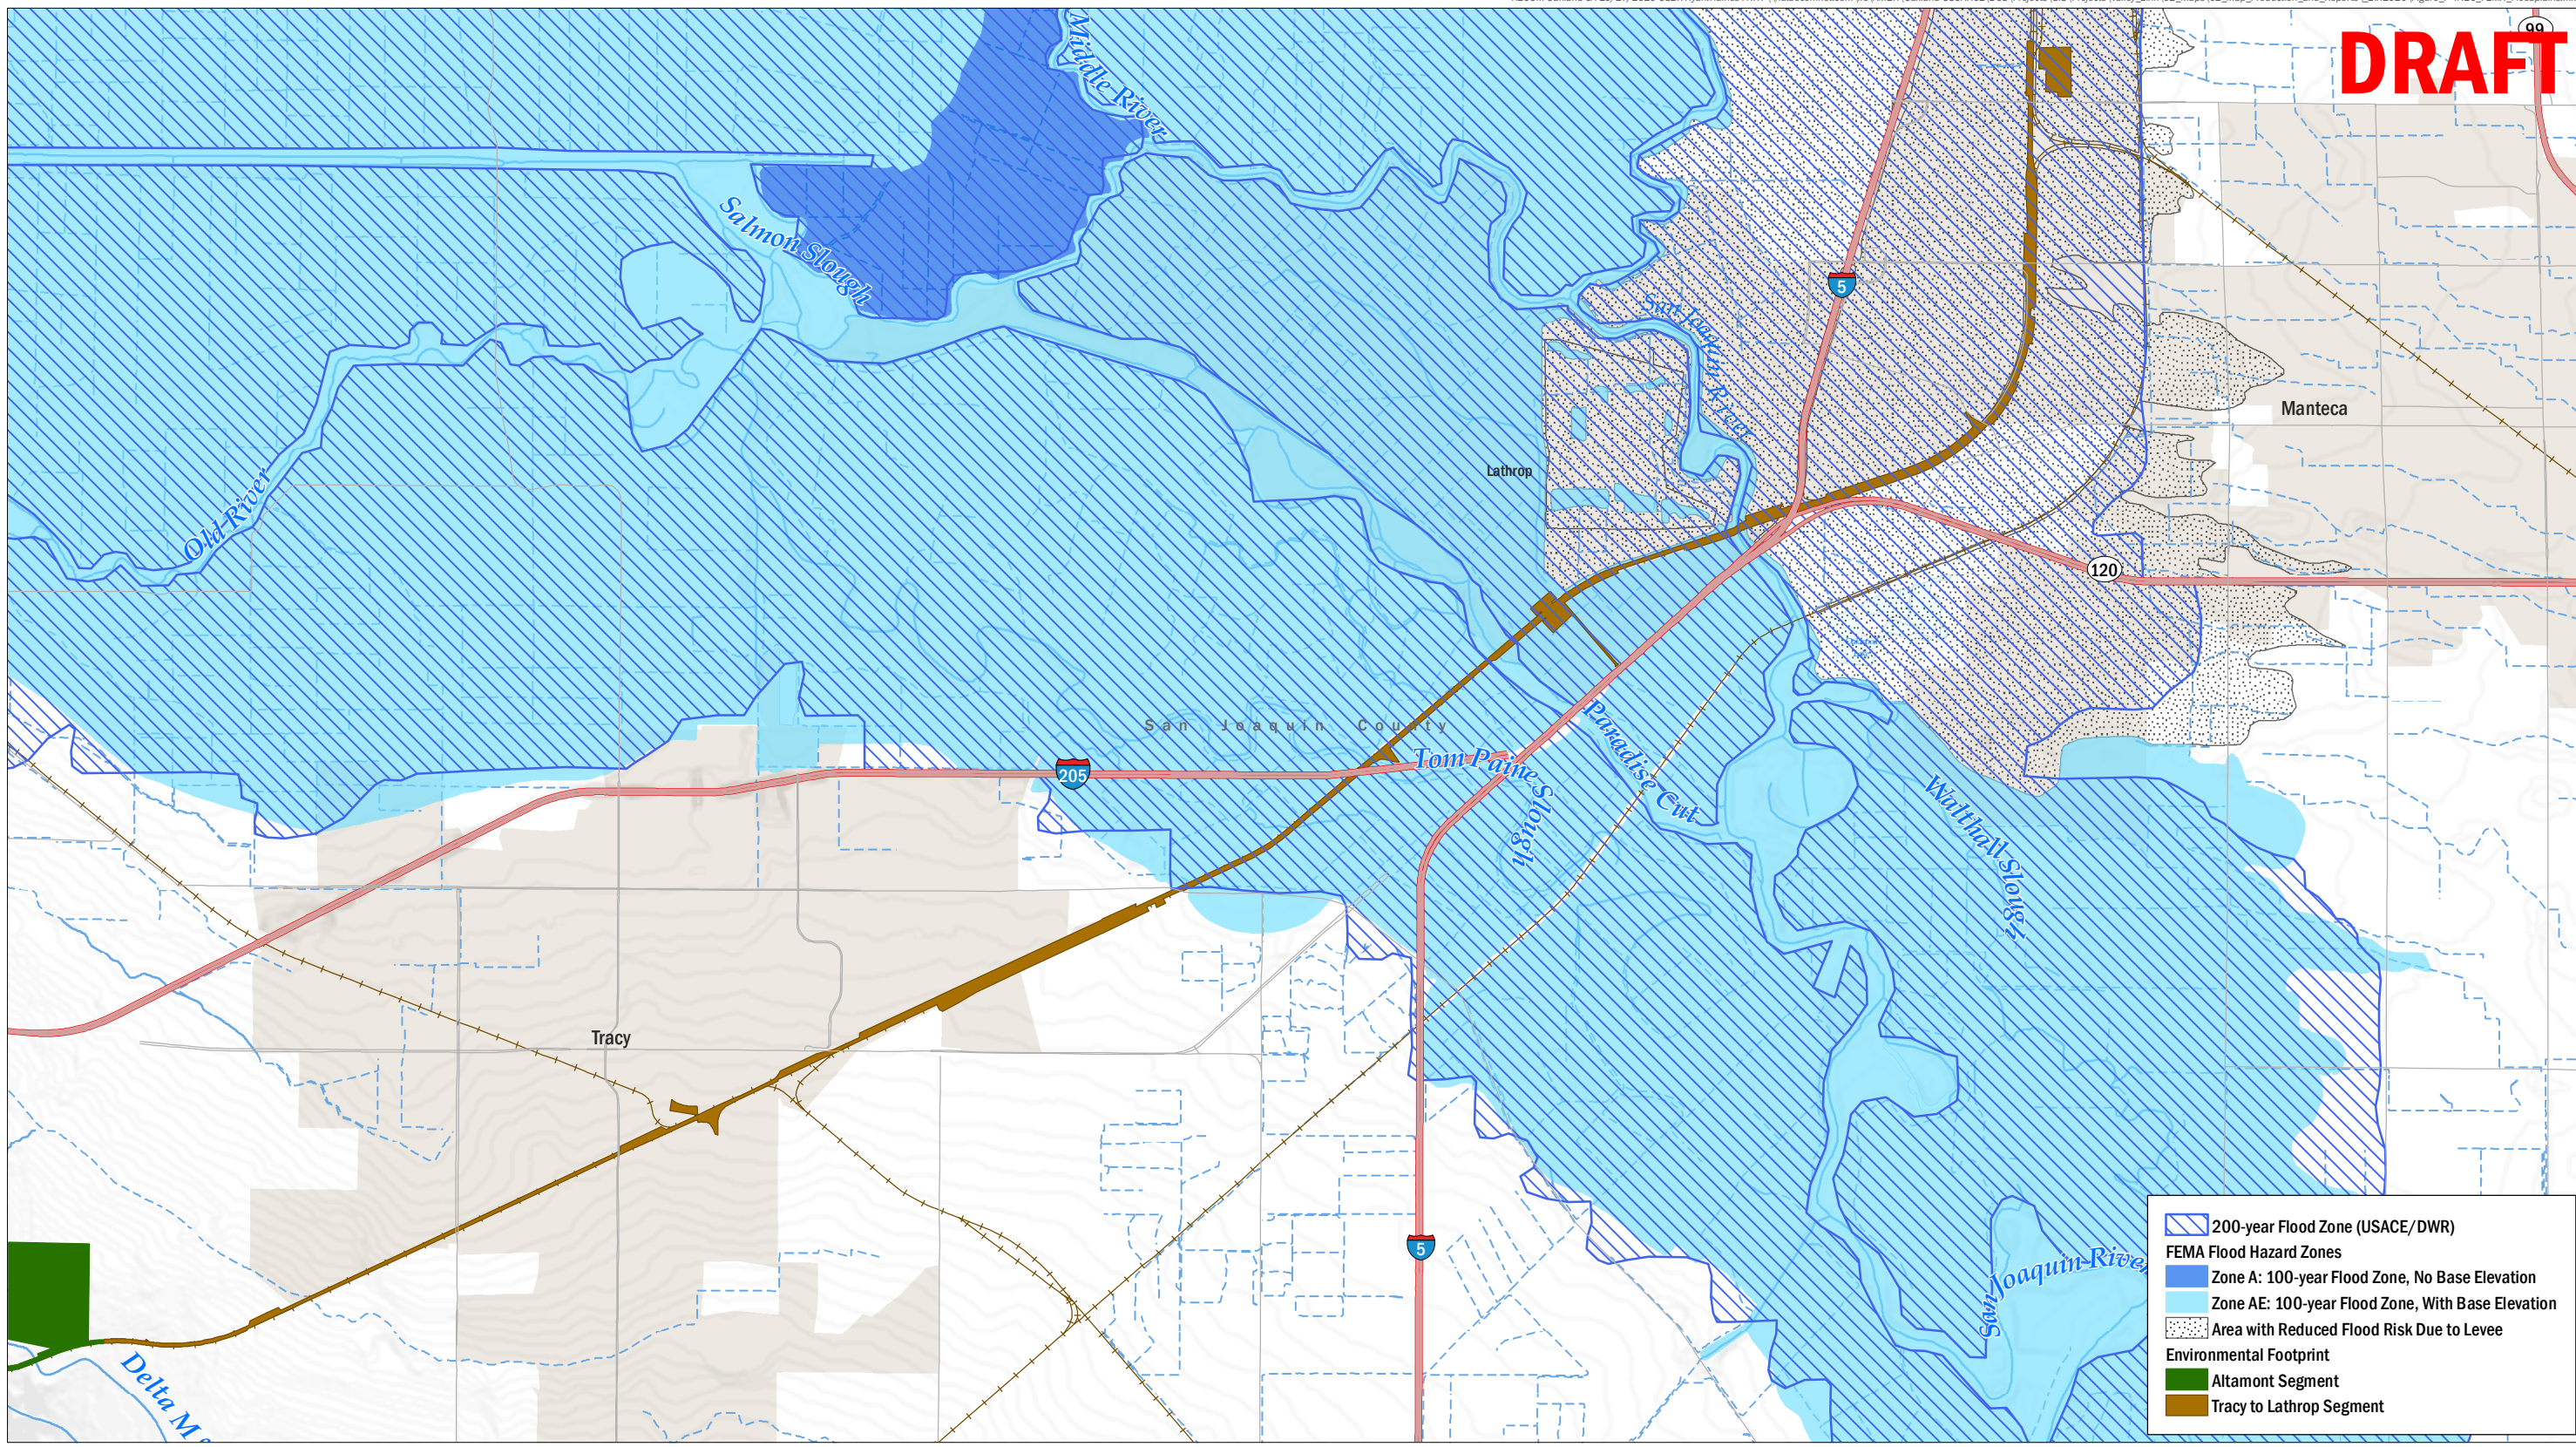 99
DRAFT
Middle River
Salmon Slough
5
San Joaquin River
Manteca
Lathrop
Old River
120
San Joaquin County
Paradise Cut
Tom Paine Slough
205
Walthall Slough
Tracy
5
San Joaquin River
Delta M
200-year Flood Zone (USACE/DWR)
FEMA Flood Hazard Zones
Zone A: 100-year Flood Zone, No Base Elevation
Zone AE: 100-year Flood Zone, With Base Elevation
Area with Reduced Flood Risk Due to Levee
Environmental Footprint
Altamont Segment
Tracy to Lathrop Segment